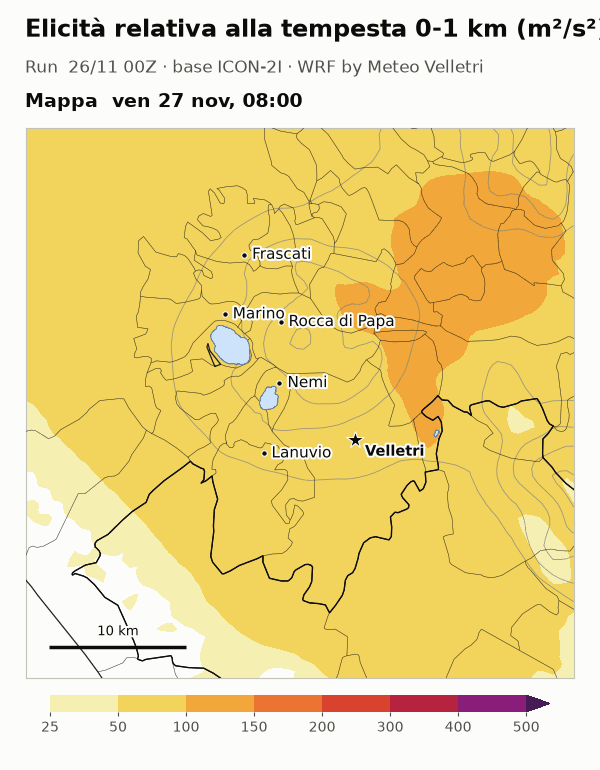 Elicità relativa alla tempesta 0-1 km (m²/s²)
Run  26/11 00Z · base ICON-2I · WRF by Meteo Velletri
Mappa  ven 27 nov, 08:00
Frascati
Marino
Rocca di Papa
Nemi
Velletri
Lanuvio
10 km
25 50 100 150 200 300 400 500